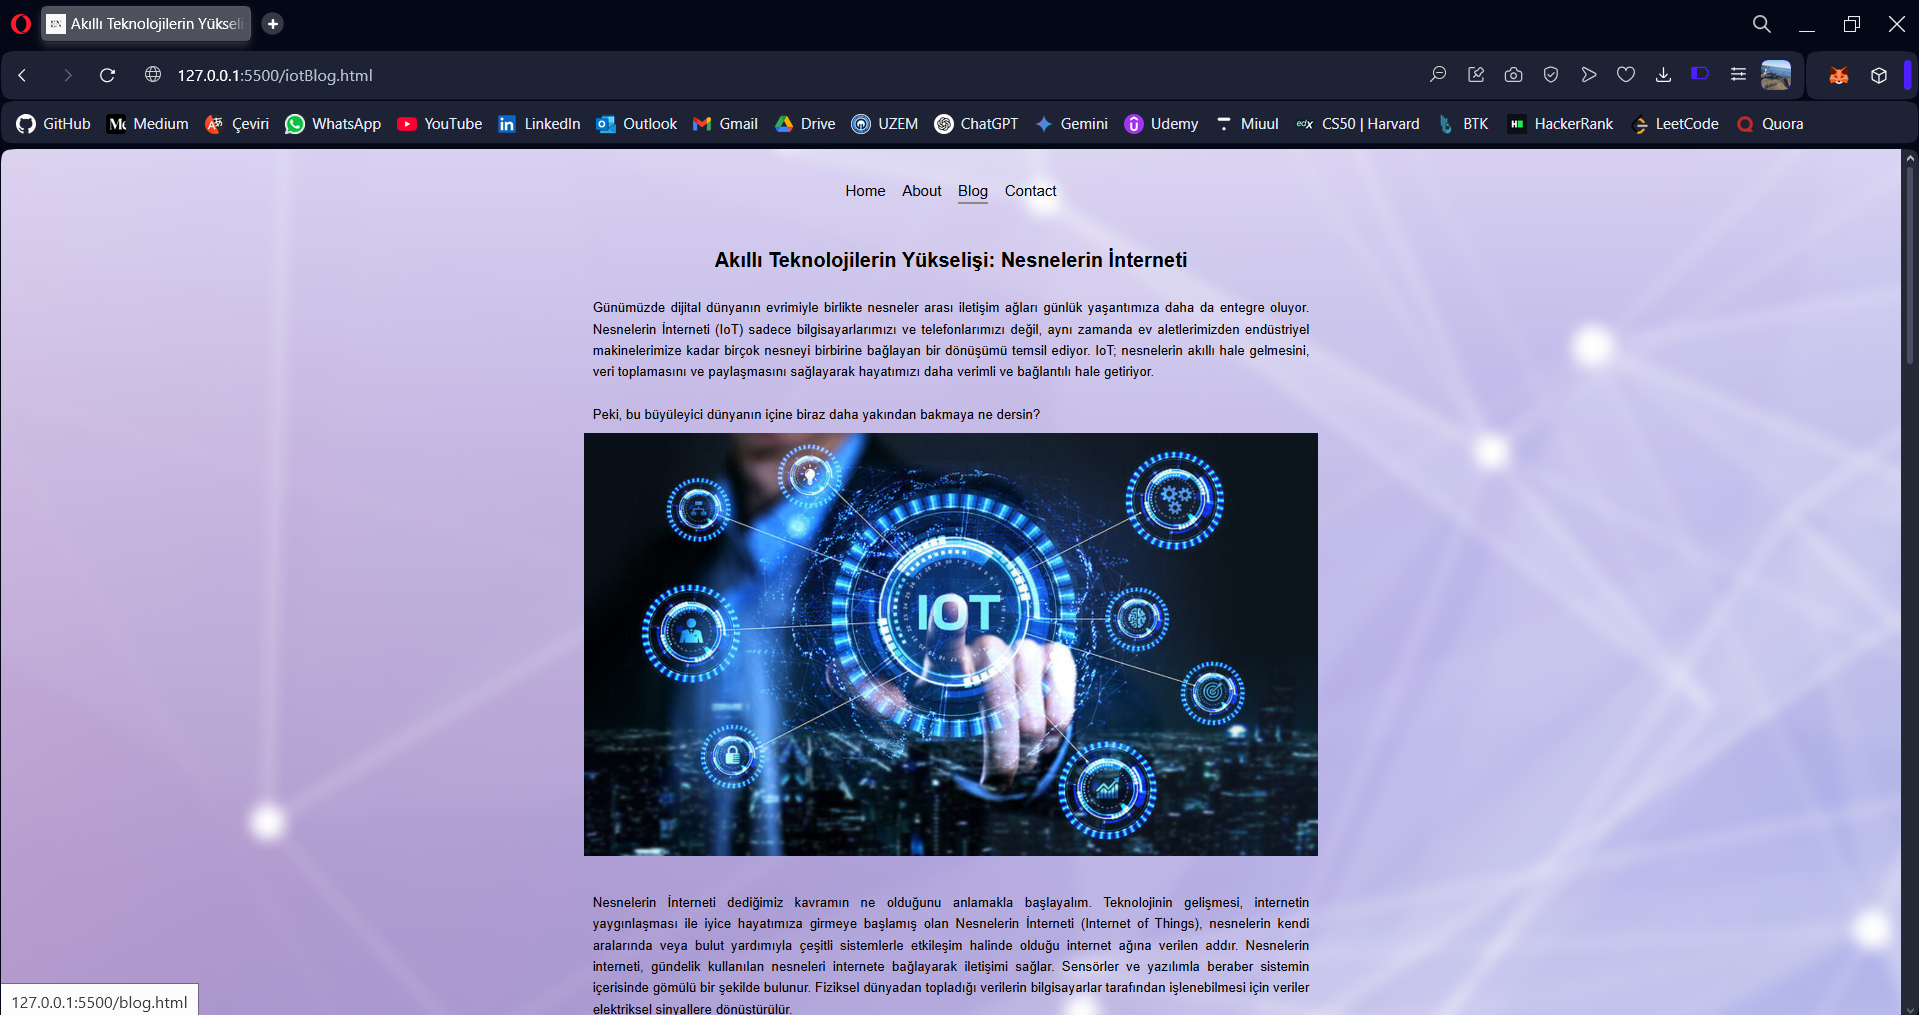 EN Akıllı Teknolojilerin Yükseli
127.0.0.1:5500/iotBlog.html
GitHub Medium Çeviri WhatsApp YouTube LinkedIn Outlook Gmail Drive UZEM ChatGPT Gemini Udemy Miuul edX CS50 | Harvard BTK HackerRank LeetCode Quora
Home About Blog Contact
Akıllı Teknolojilerin Yükselişi: Nesnelerin İnterneti
Günümüzde dijital dünyanın evrimiyle birlikte nesneler arası iletişim ağları günlük yaşantımıza daha da entegre oluyor.
Nesnelerin İnterneti (IoT) sadece bilgisayarlarımızı ve telefonlarımızı değil, aynı zamanda ev aletlerimizden endüstriyel
makinelerimize kadar birçok nesneyi birbirine bağlayan bir dönüşümü temsil ediyor. IoT; nesnelerin akıllı hale gelmesini,
veri toplamasını ve paylaşmasını sağlayarak hayatımızı daha verimli ve bağlantılı hale getiriyor.
Peki, bu büyüleyici dünyanın içine biraz daha yakından bakmaya ne dersin?
IOT
Nesnelerin İnterneti dediğimiz kavramın ne olduğunu anlamakla başlayalım. Teknolojinin gelişmesi, internetin
yaygınlaşması ile iyice hayatımıza girmeye başlamış olan Nesnelerin İnterneti (Internet of Things), nesnelerin kendi
aralarında veya bulut yardımıyla çeşitli sistemlerle etkileşim halinde olduğu internet ağına verilen addır. Nesnelerin
interneti, gündelik kullanılan nesneleri internete bağlayarak iletişimi sağlar. Sensörler ve yazılımla beraber sistemin
içerisinde gömülü bir şekilde bulunur. Fiziksel dünyadan topladığı verilerin bilgisayarlar tarafından işlenebilmesi için veriler
elektriksel sinyallere dönüştürülür.
127.0.0.1:5500/blog.html